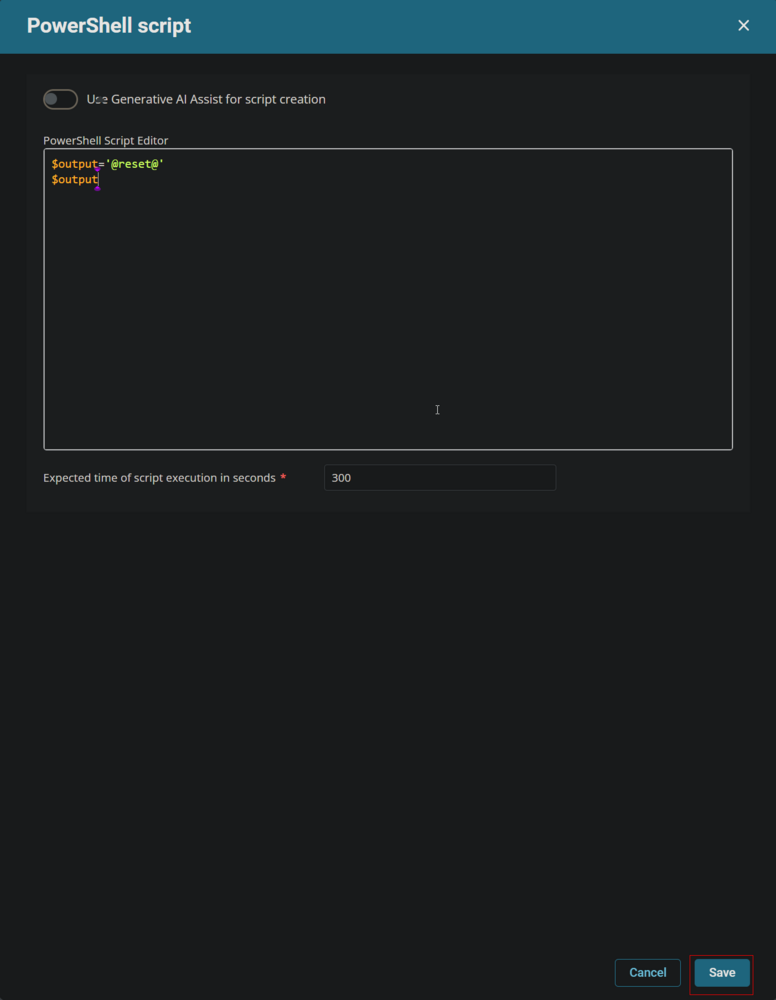 PowerShell script
Use Generative AI Assist for script creation
PowerShell Script Editor
$output='@reset@'
$output
Expected time of script execution in seconds *
300
Cancel
Save